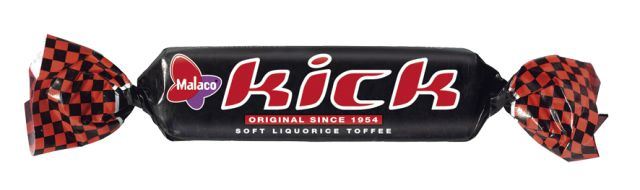 Malaco
kick
ORIGINAL SINCE 1954
SOFT LIQUORICE TOFFEE